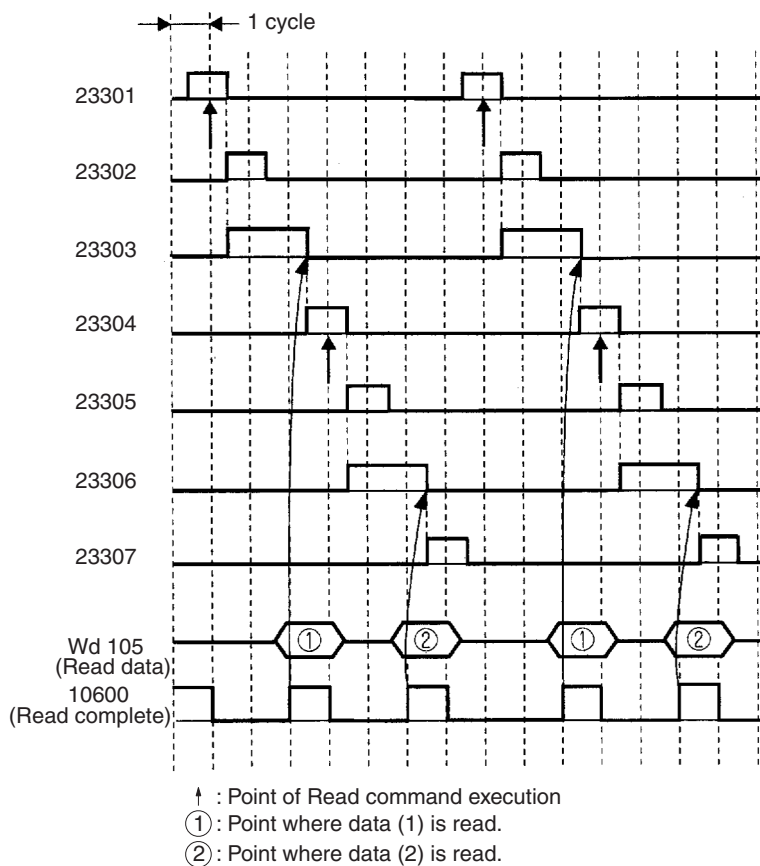 1 cycle
23301
23302
23303
23304
23305
23306
23307
Wd 105
(Read data)
① ② ① ②
10600
(Read complete)
↑ : Point of Read command execution
① : Point where data (1) is read.
② : Point where data (2) is read.